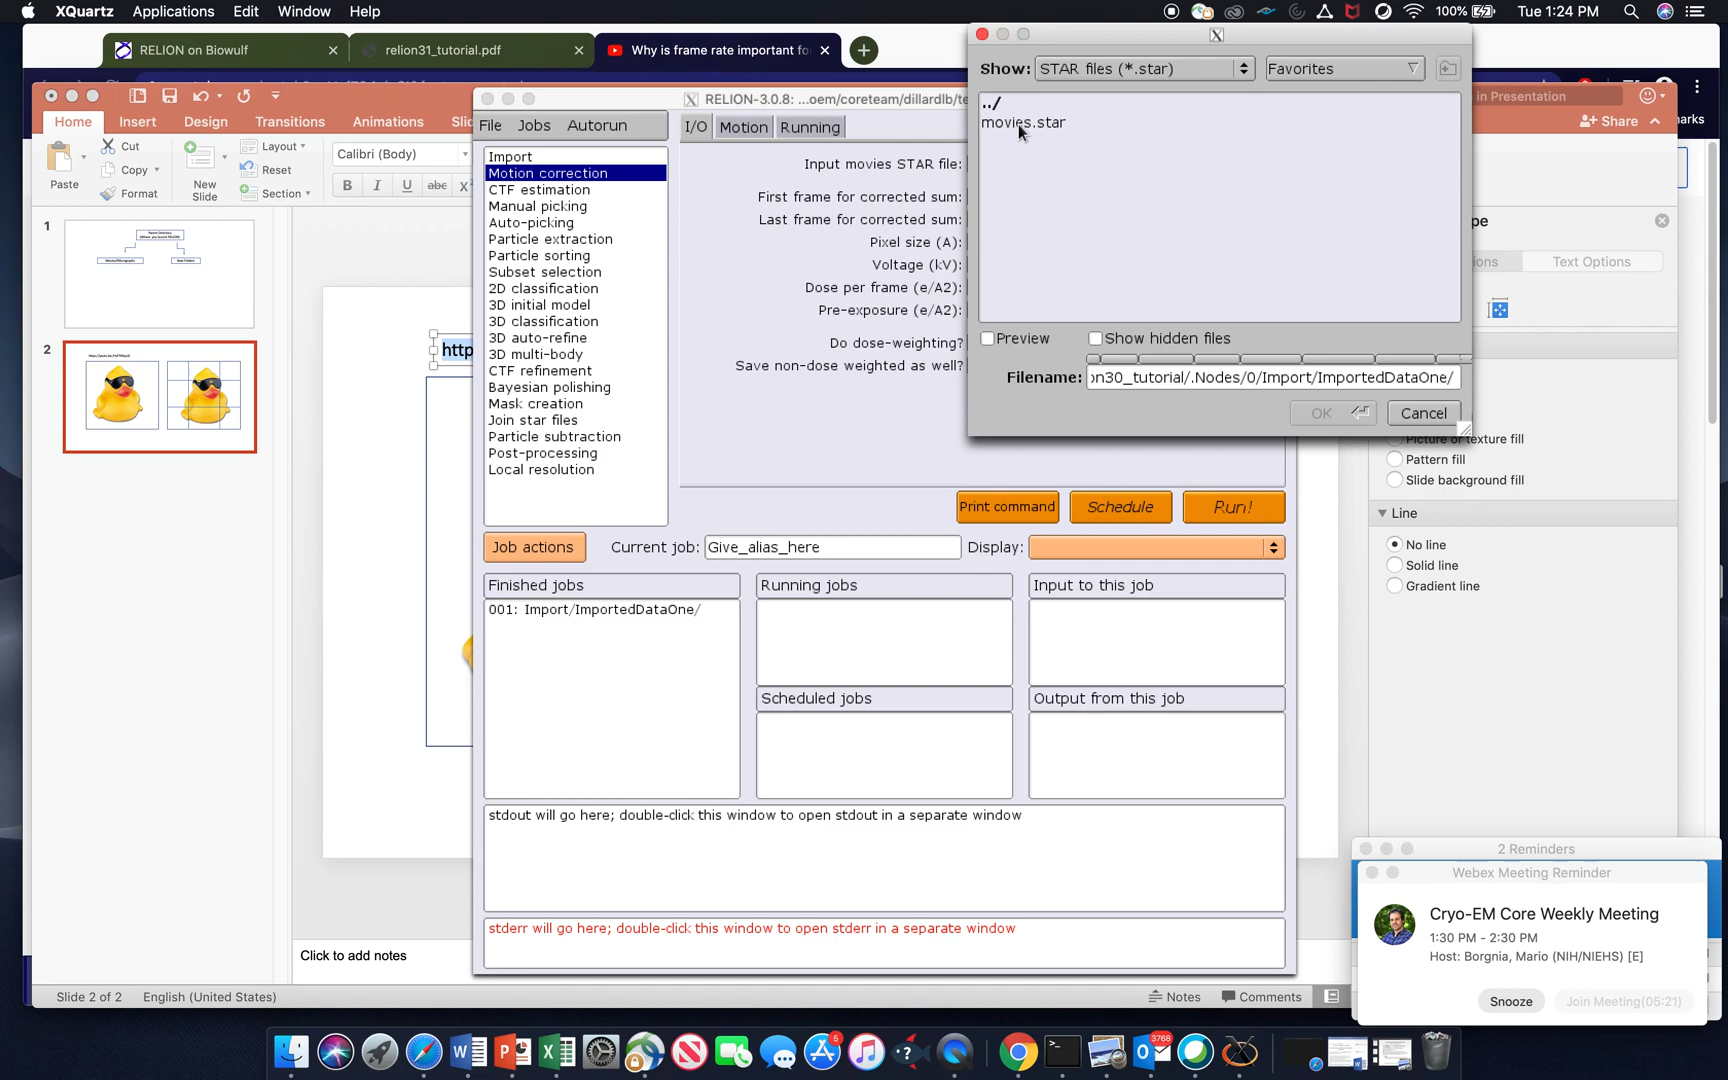 XQuartz Applications Edit Window Help
100% Tue 1:24 PM
RELION on Biowulf
relion31_tutorial.pdf
Why is frame rate important fo
Home Insert Design Transitions Animations
in Presentation
Share
Paste
Cut
Copy
Format
New
Slide
Layout
Reset
Section
Calibri (Body)
B I U abc
RELION-3.0.8: ...oem/coreteam/dillardlb/te
File Jobs Autorun
I/O Motion Running
Import
Motion correction
CTF estimation
Manual picking
Auto-picking
Particle extraction
Particle sorting
Subset selection
2D classification
3D initial model
3D classification
3D auto-refine
3D multi-body
CTF refinement
Bayesian polishing
Mask creation
Join star files
Particle subtraction
Post-processing
Local resolution
Input movies STAR file:
First frame for corrected sum:
Last frame for corrected sum:
Pixel size (A):
Voltage (kV):
Dose per frame (e/A2):
Pre-exposure (e/A2):
Do dose-weighting?
Save non-dose weighted as well?
Show: STAR files (*.star) Favorites
../
movies.star
Preview Show hidden files
Filename: on30_tutorial/.Nodes/0/Import/ImportedDataOne/
OK Cancel
Print command Schedule Run!
Job actions Current job: Give_alias_here Display:
Finished jobs
001: Import/ImportedDataOne/
Running jobs
Scheduled jobs
Input to this job
Output from this job
stdout will go here; double-click this window to open stdout in a separate window
stderr will go here; double-click this window to open stderr in a separate window
1
Parent Directory
(Where you launch RELION)
2
http
Text Options
Picture or texture fill
Pattern fill
Slide background fill
Line
No line
Solid line
Gradient line
2 Reminders
Webex Meeting Reminder
Cryo-EM Core Weekly Meeting
1:30 PM - 2:30 PM
Host: Borgnia, Mario (NIH/NIEHS) [E]
Snooze Join Meeting(05:21)
Click to add notes
Slide 2 of 2 English (United States) Notes Comments
5
3768